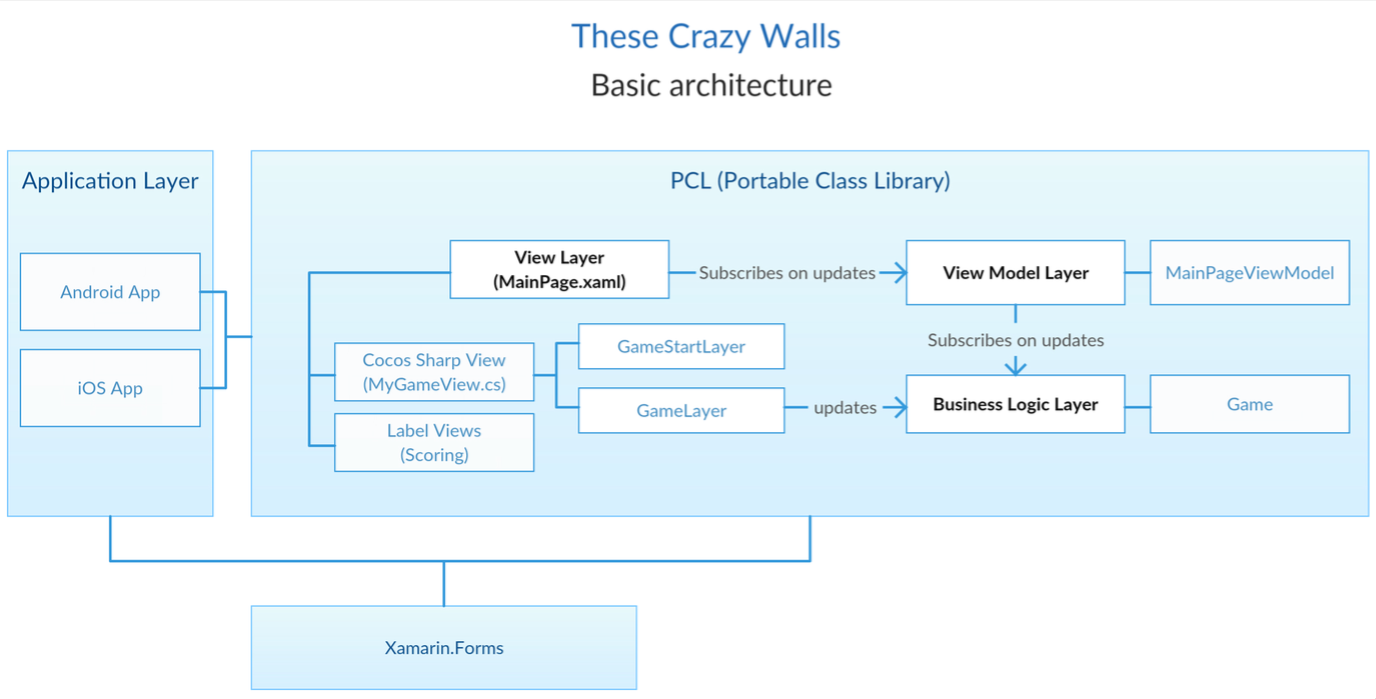 These Crazy Walls
Basic architecture
Application Layer
Android App
iOS App
PCL (Portable Class Library)
View Layer
(MainPage.xaml)
Subscribes on updates
View Model Layer
MainPageViewModel
Subscribes on updates
Cocos Sharp View
(MyGameView.cs)
GameStartLayer
GameLayer
updates
Business Logic Layer
Game
Label Views
(Scoring)
Xamarin.Forms